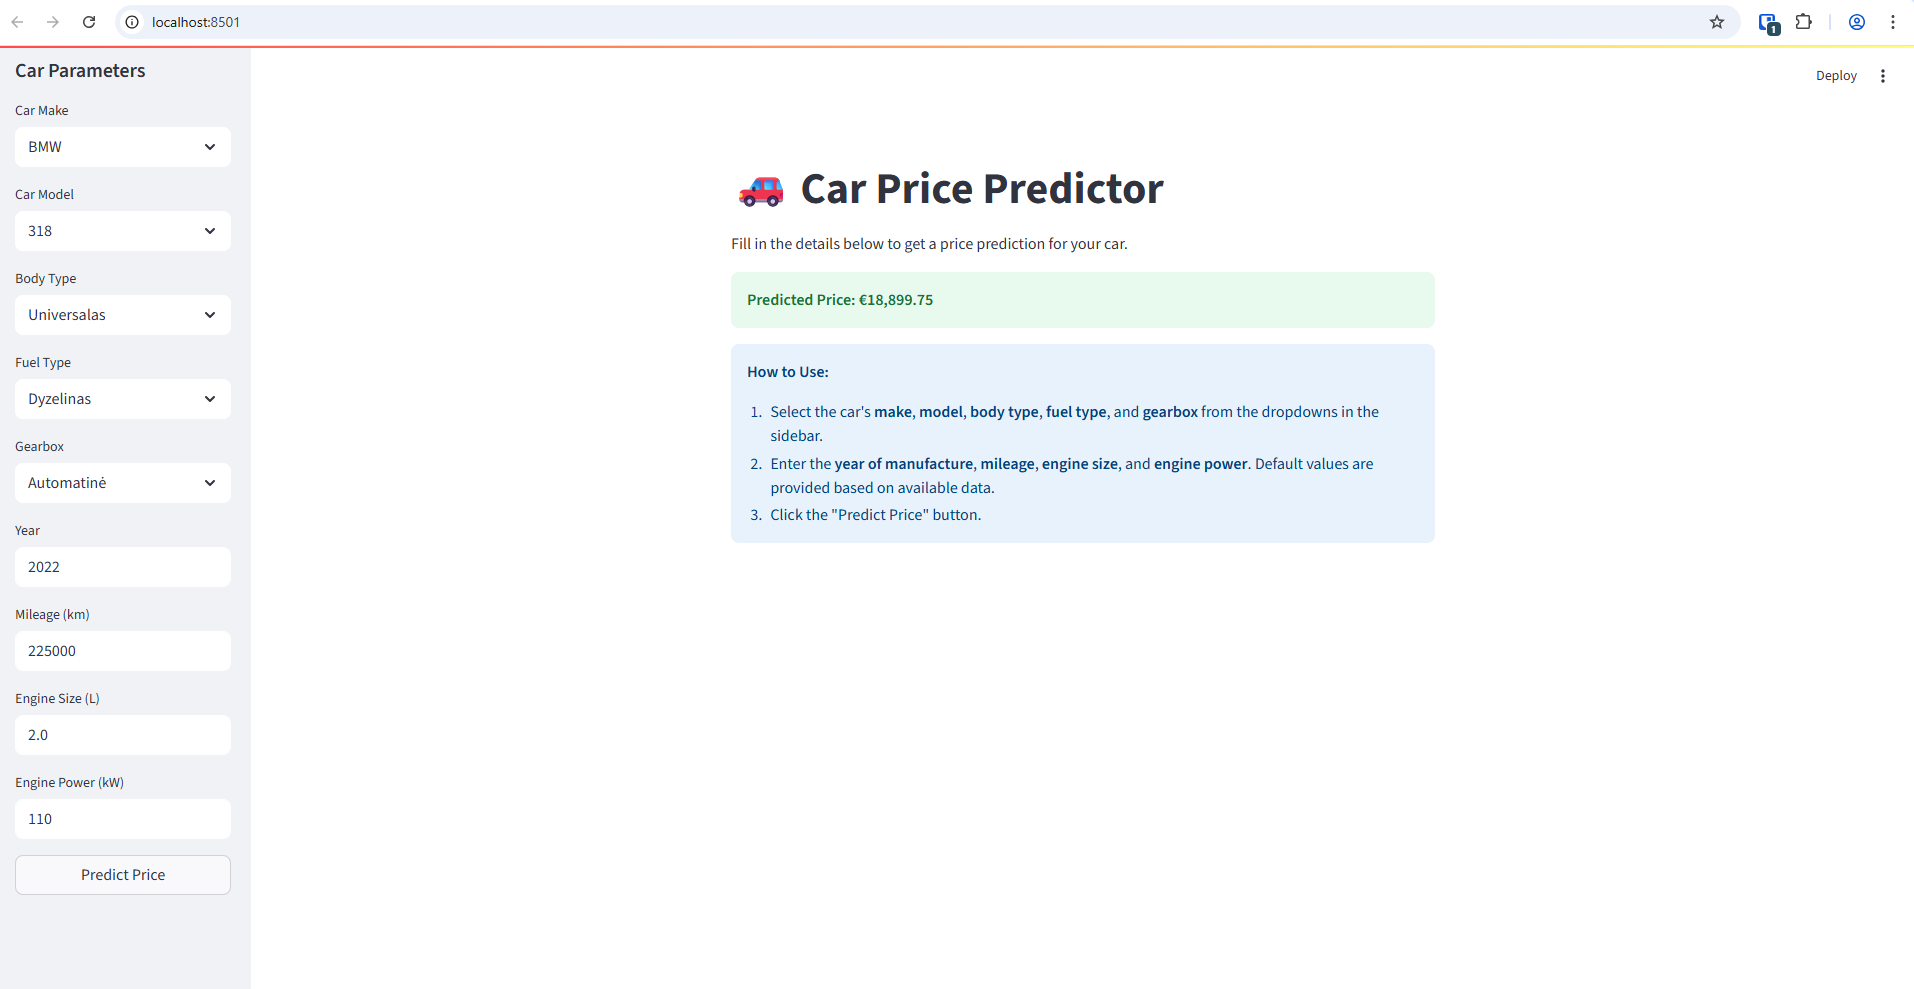 localhost:8501
1
Car Parameters
Car Make
BMW
Car Model
318
Body Type
Universalas
Fuel Type
Dyzelinas
Gearbox
Automatinė
Year
2022
Mileage (km)
225000
Engine Size (L)
2.0
Engine Power (kW)
110
Predict Price
Deploy
Car Price Predictor
Fill in the details below to get a price prediction for your car.
Predicted Price: €18,899.75
How to Use:
1. Select the car's make, model, body type, fuel type, and gearbox from the dropdowns in the
sidebar.
2. Enter the year of manufacture, mileage, engine size, and engine power. Default values are
provided based on available data.
3. Click the "Predict Price" button.